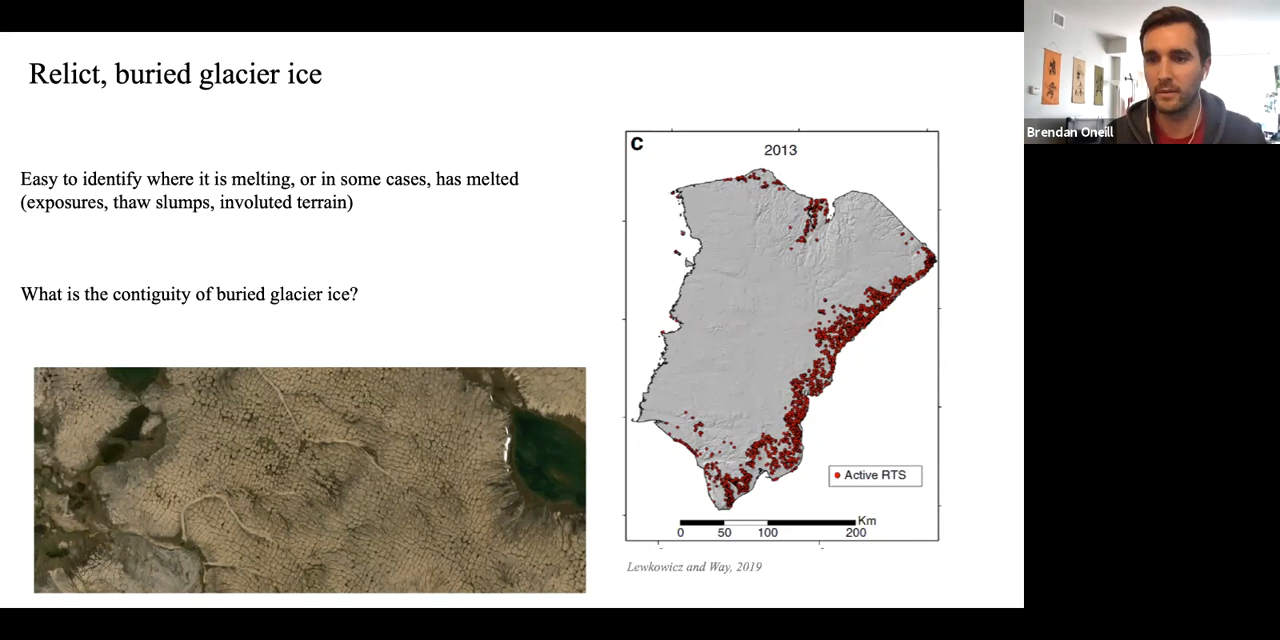 Relict, buried glacier ice
Easy to identify where it is melting, or in some cases, has melted
(exposures, thaw slumps, involuted terrain)
What is the contiguity of buried glacier ice?
C
2013
Active RTS
Km
0 50 100 200
Lewkowicz and Way, 2019
Brendan Oneill